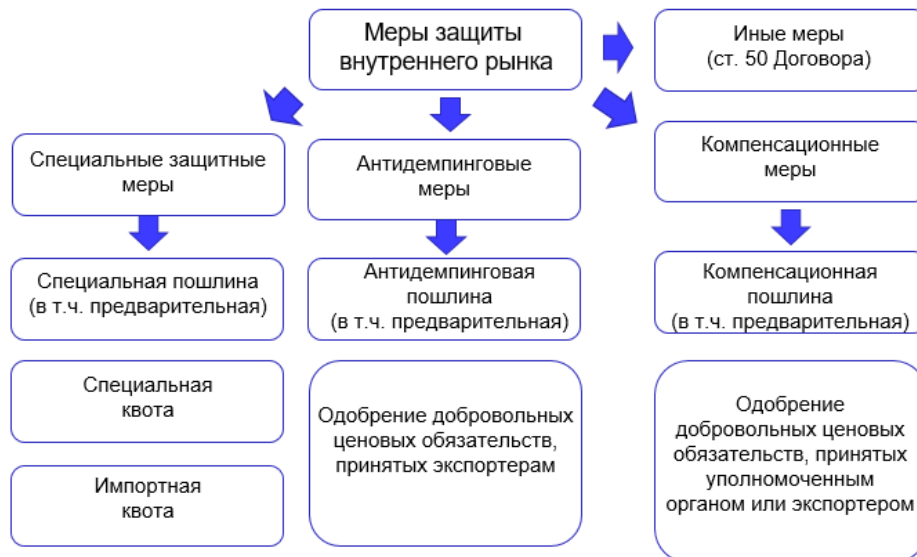 Меры защиты
внутреннего рынка
Иные меры
(ст. 50 Договора)
Специальные защитные
меры
Антидемпинговые
меры
Компенсационные
меры
Специальная пошлина
(в т.ч. предварительная)
Антидемпинговая
пошлина
(в т.ч. предварительная)
Компенсационная
пошлина
(в т.ч. предварительная)
Специальная
квота
Одобрение добровольных
ценовых обязательств,
принятых экспортерам
Одобрение
добровольных ценовых
обязательств, принятых
уполномоченным
органом или экспортером
Импортная
квота